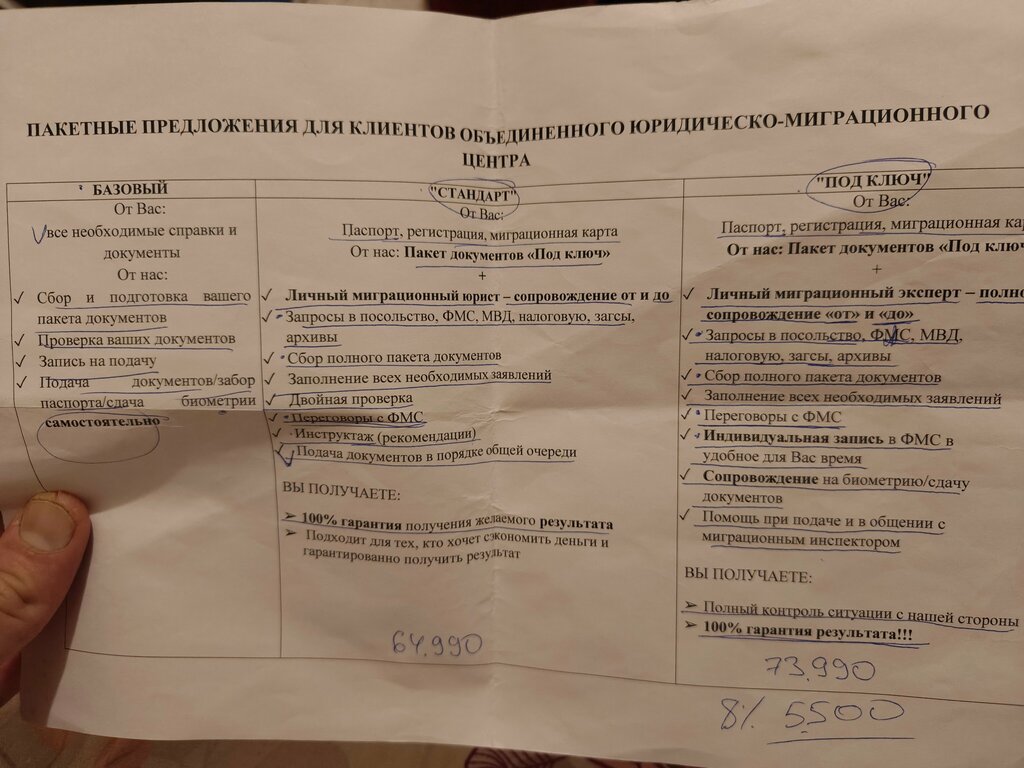 ПАКЕТНЫЕ ПРЕДЛОЖЕНИЯ ДЛЯ КЛИЕНТОВ ОБЪЕДИНЕННОГО ЮРИДИЧЕСКО-МИГРАЦИОННОГО
ЦЕНТРА
БАЗОВЫЙ
От Вас:
все необходимые справки и
документы
От нас:
✓ Сбор и подготовка вашего
пакета документов
✓ Проверка ваших документов
✓ Запись на подачу
✓ Подача документов/забор
паспорта/сдача биометрии
самостоятельно
"СТАНДАРТ"
От Вас:
Паспорт, регистрация, миграционная карта
От нас: Пакет документов «Под ключ»
+
✓ Личный миграционный юрист – сопровождение от и до
✓ Запросы в посольство, ФМС, МВД, налоговую, загсы,
архивы
✓ Сбор полного пакета документов
✓ Заполнение всех необходимых заявлений
✓ Двойная проверка
✓ Переговоры с ФМС
✓ Инструктаж (рекомендации)
✓ Подача документов в порядке общей очереди
ВЫ ПОЛУЧАЕТЕ:
➢ 100% гарантия получения желаемого результата
➢ Подходит для тех, кто хочет сэкономить деньги и
гарантированно получить результат
64.990
"ПОД КЛЮЧ"
От Вас:
Паспорт, регистрация, миграционная кар
От нас: Пакет документов «Под ключ
+
✓ Личный миграционный эксперт – полно
сопровождение «от» и «до»
✓ Запросы в посольство, ФМС, МВД,
налоговую, загсы, архивы
✓ Сбор полного пакета документов
✓ Заполнение всех необходимых заявлений
✓ Переговоры с ФМС
✓ Индивидуальная запись в ФМС в
удобное для Вас время
✓ Сопровождение на биометрию/сдачу
документов
✓ Помощь при подаче и в общении с
миграционным инспектором
ВЫ ПОЛУЧАЕТЕ:
➢ Полный контроль ситуации с нашей стороны
➢ 100% гарантия результата!!!
73.990
8% 5500